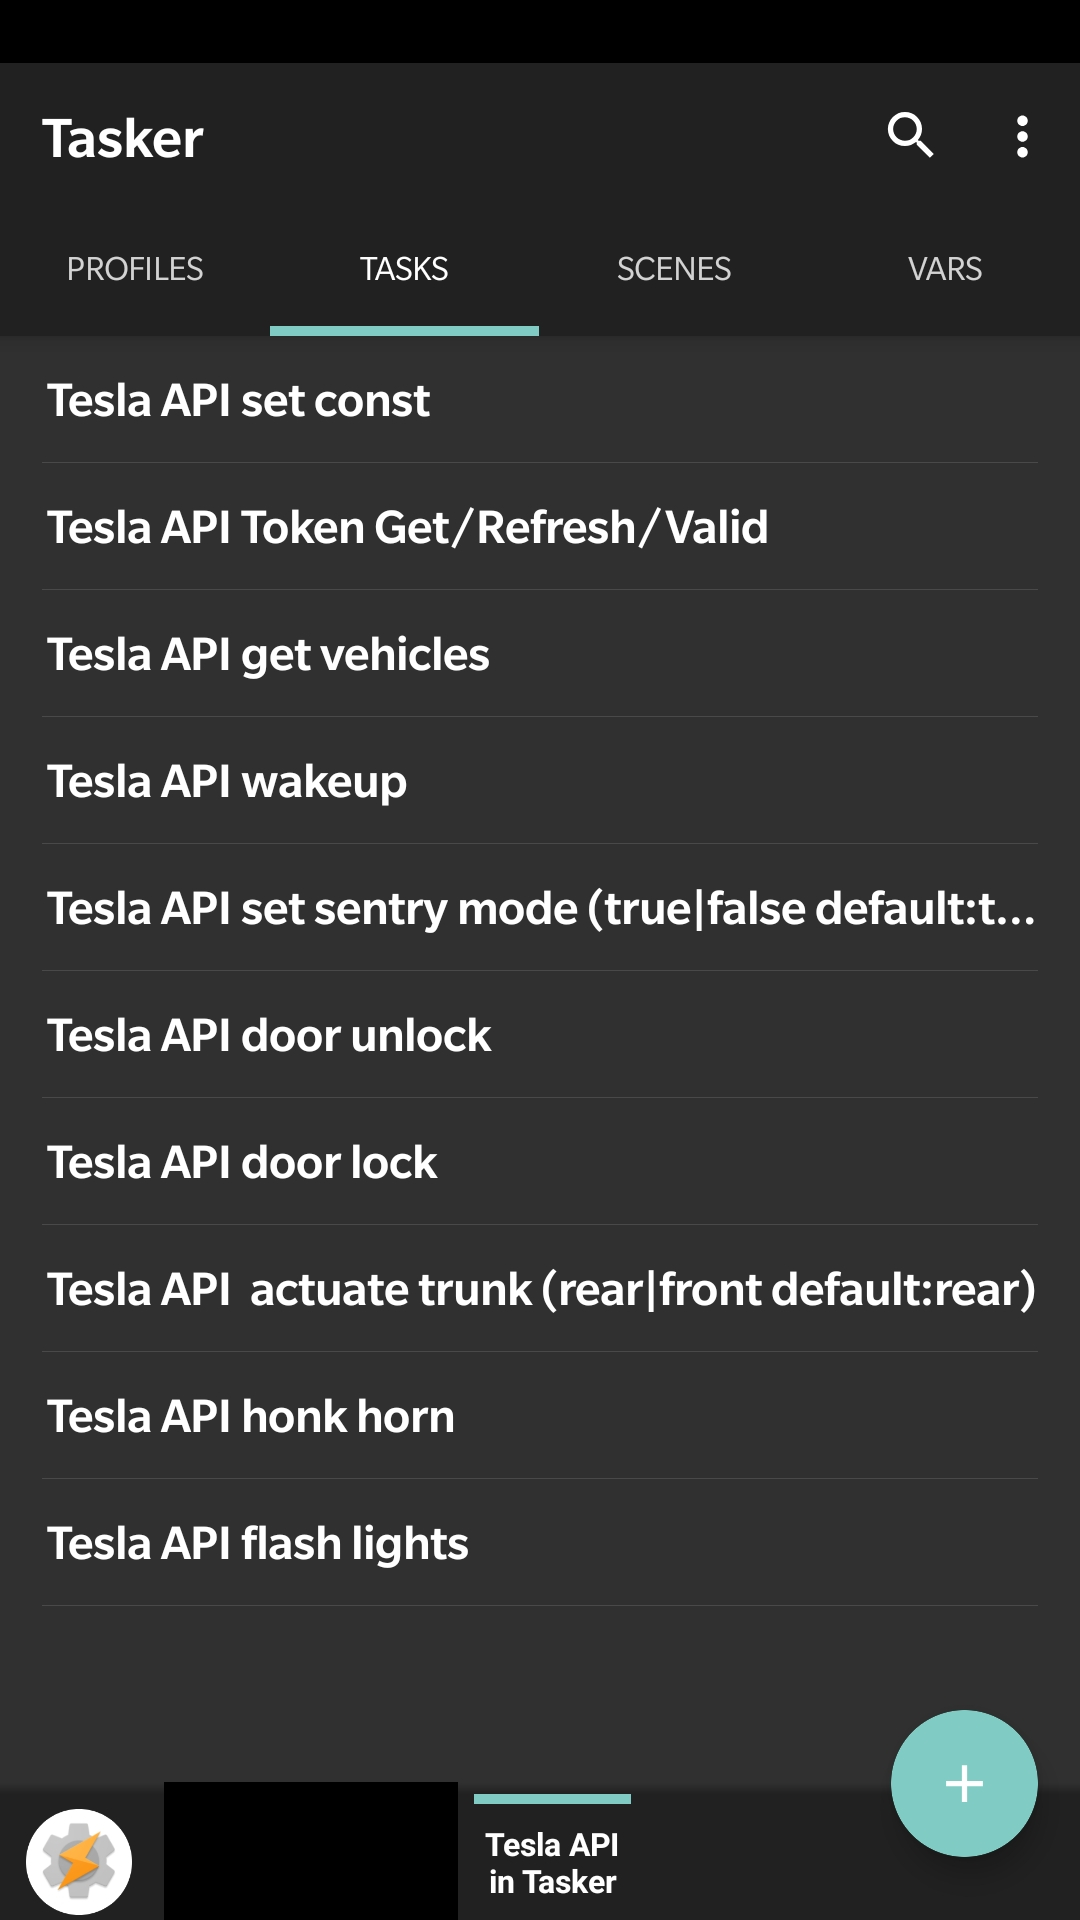 Tasker
PROFILES TASKS SCENES VARS
Tesla API set const
Tesla API Token Get/Refresh/Valid
Tesla API get vehicles
Tesla API wakeup
Tesla API set sentry mode (true|false default:t...
Tesla API door unlock
Tesla API door lock
Tesla API  actuate trunk (rear|front default:rear)
Tesla API honk horn
Tesla API flash lights
Tesla API
in Tasker